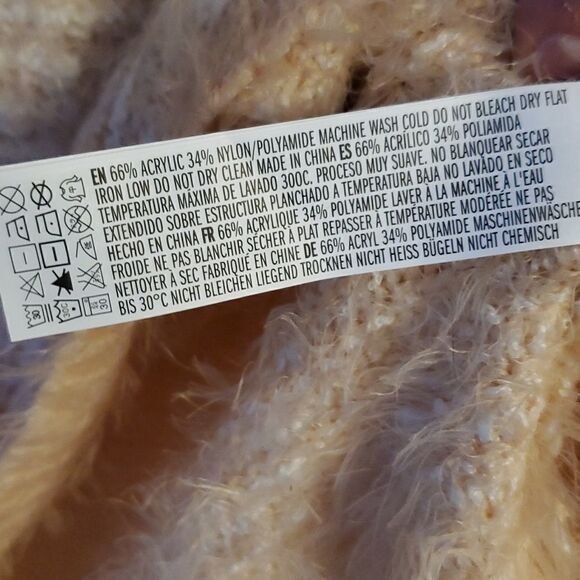 EN 66% ACRYLIC 34% NYLON/POLYAMIDE MACHINE WASH COLD DO NOT BLEACH DRY FLAT
IRON LOW DO NOT DRY CLEAN MADE IN CHINA ES 66% ACRÍLICO 34% POLIAMIDA
TEMPERATURA MÁXIMA DE LAVADO 300C. PROCESO MUY SUAVE. NO BLANQUEAR SECAR
EXTENDIDO SOBRE ESTRUCTURA PLANCHADO A TEMPERATURA BAJA NO LAVADO EN SECO
HECHO EN CHINA FR 66% ACRYLIQUE 34% POLYAMIDE LAVER À LA MACHINE À L'EAU
FROIDE NE PAS BLANCHIR SÈCHER À PLAT REPASSER À TEMPÉRATURE MODÉRÉE NE PAS
NETTOYER À SEC FABRIQUÉ EN CHINE DE 66% ACRYL 34% POLYAMIDE MASCHINENWÄSCHE
BIS 30°C NICHT BLEICHEN LIEGEND TROCKNEN NICHT HEISS BÜGELN NICHT CHEMISCH